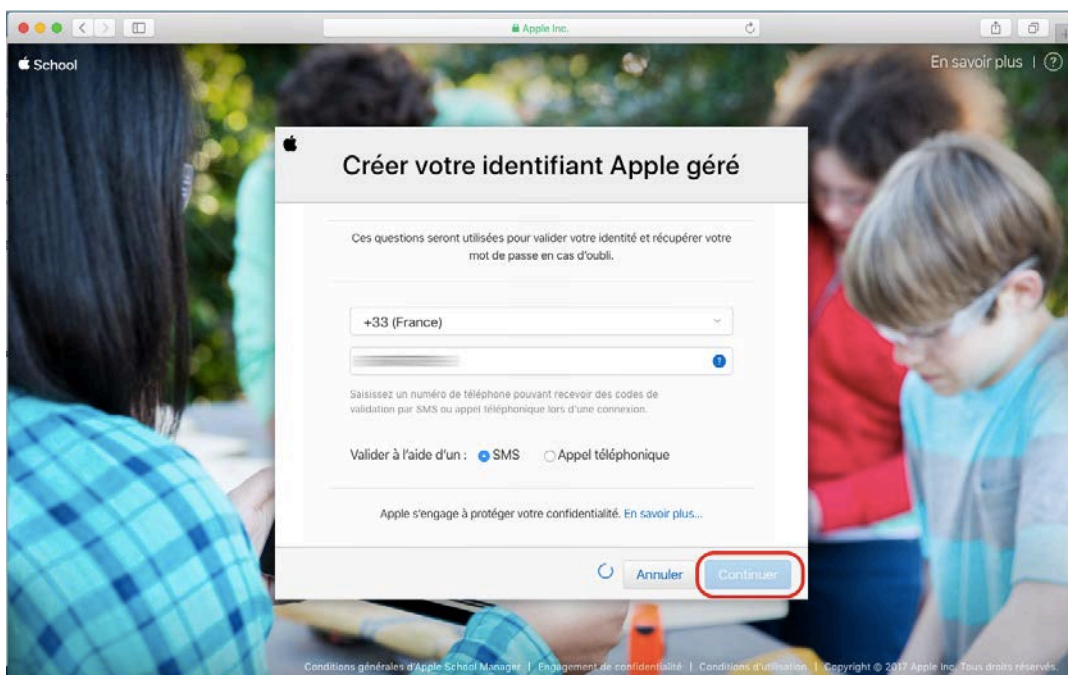 Apple Inc.
School
En savoir plus | ?
Créer votre identifiant Apple géré
Ces questions seront utilisées pour valider votre identité et récupérer votre
mot de passe en cas d'oubli.
+33 (France)
?
Saisissez un numéro de téléphone pouvant recevoir des codes de
validation par SMS ou appel téléphonique lors d'une connexion.
Valider à l'aide d'un : SMS Appel téléphonique
Apple s'engage à protéger votre confidentialité. En savoir plus...
Annuler Continuer
Conditions générales d'Apple School Manager | Engagement de confidentialité | Conditions d'utilisation | Copyright © 2017 Apple Inc. Tous droits réservés.